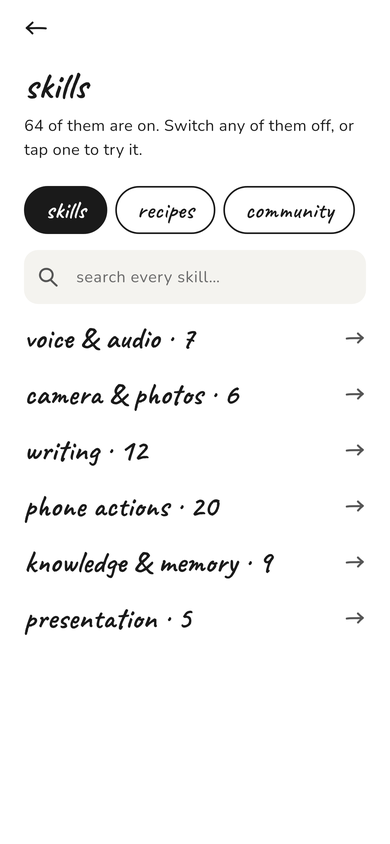 skills
64 of them are on. Switch any of them off, or
tap one to try it.
skills recipes community
search every skill...
voice & audio · 7
camera & photos · 6
writing · 12
phone actions · 20
knowledge & memory · 9
presentation · 5